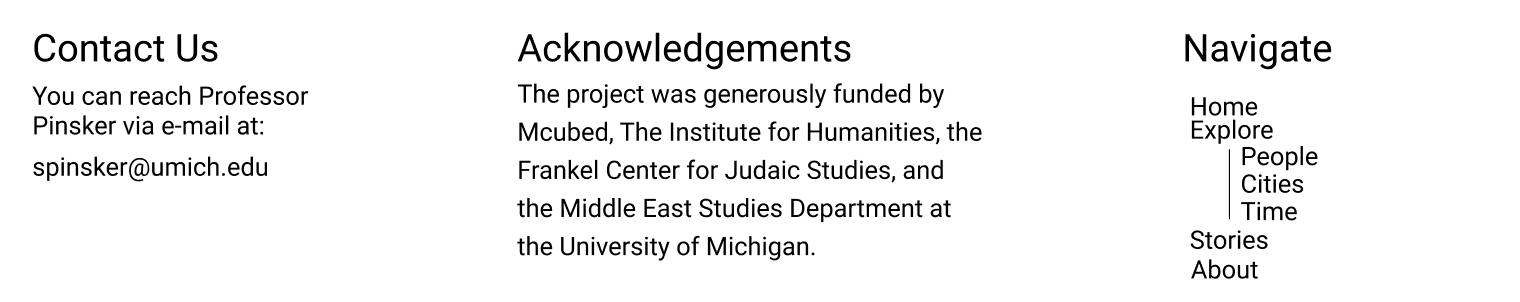 Contact Us
You can reach Professor
Pinsker via e-mail at:
spinsker@umich.edu
Acknowledgements
The project was generously funded by
Mcubed, The Institute for Humanities, the
Frankel Center for Judaic Studies, and
the Middle East Studies Department at
the University of Michigan.
Navigate
Home
Explore
People
Cities
Time
Stories
About